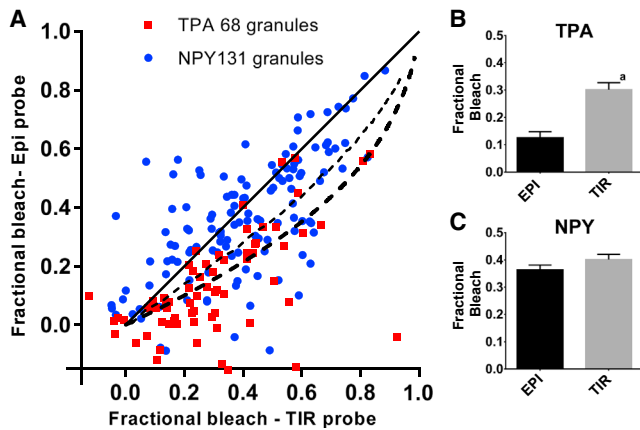 A
TPA 68 granules
NPY131 granules
Fractional bleach- Epi probe
1.0
0.8
0.6
0.4
0.2
0.0
0.0 0.2 0.4 0.6 0.8 1.0
Fractional bleach - TIR probe
B
TPA
Fractional
Bleach
0.5
0.4
0.3
0.2
0.1
0.0
a
EPI TIR
C
NPY
Fractional
Bleach
0.5
0.4
0.3
0.2
0.1
0.0
EPI TIR